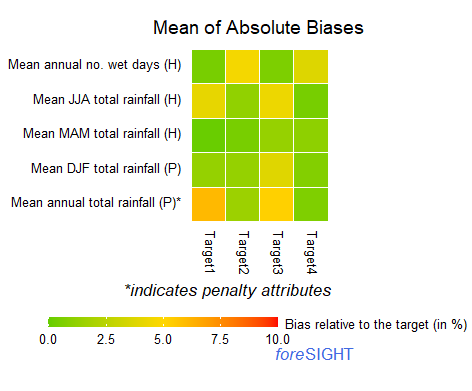 Mean of Absolute Biases
Mean annual no. wet days (H)
Mean JJA total rainfall (H)
Mean MAM total rainfall (H)
Mean DJF total rainfall (P)
Mean annual total rainfall (P)*
Target1
Target2
Target3
Target4
*indicates penalty attributes
0.0 2.5 5.0 7.5 10.0
Bias relative to the target (in %)
foreSIGHT